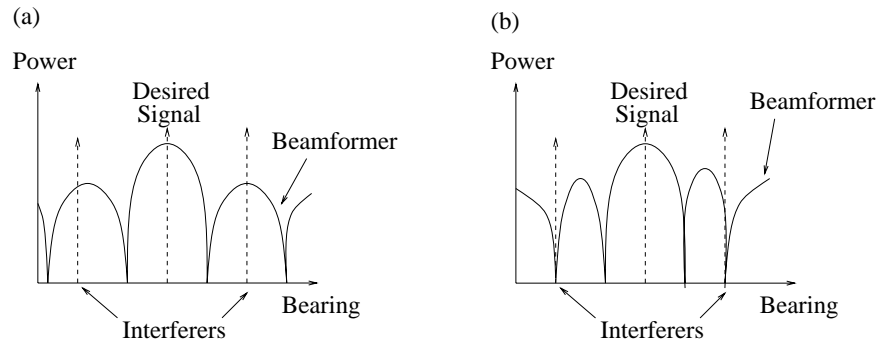 (a)
Power
Desired
Signal
Beamformer
Bearing
Interferers
(b)
Power
Desired
Signal
Beamformer
Bearing
Interferers